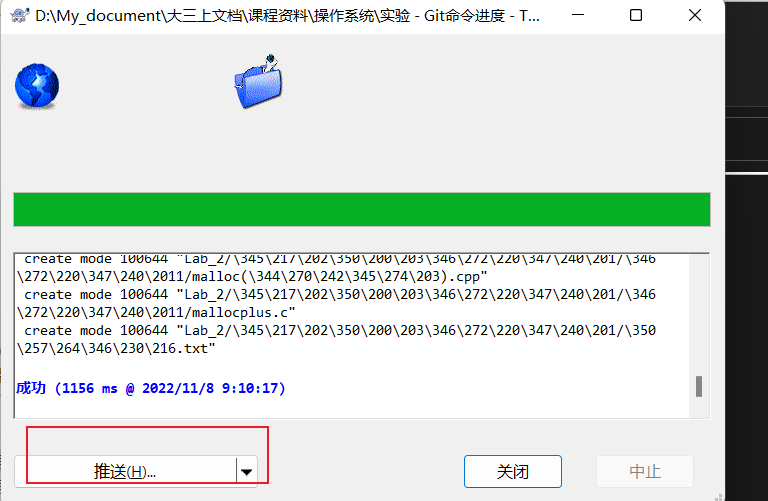 D:\My_document\大三上文档\课程资料\操作系统\实验 - Git命令进度 - T...
create mode 100644 "Lab_2/\345\217\202\350\200\203\346\272\220\347\240\201/\346
\272\220\347\240\2011/malloc(\344\270\242\345\274\203).cpp"
create mode 100644 "Lab_2/\345\217\202\350\200\203\346\272\220\347\240\201/\346
\272\220\347\240\2011/mallocplus.c"
create mode 100644 "Lab_2/\345\217\202\350\200\203\346\272\220\347\240\201/\350
\257\264\346\230\216.txt"
成功 (1156 ms @ 2022/11/8 9:10:17)
推送(H)... 关闭 中止